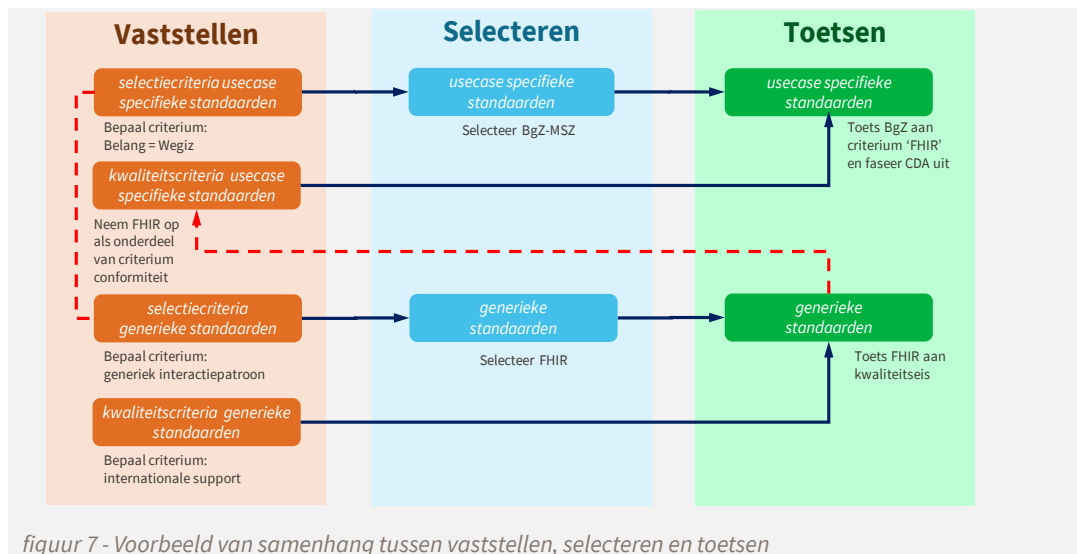 Vaststellen
Selecteren
Toetsen
selectiecriteria usecase
specifieke standaarden
usecase specifieke
standaarden
usecase specifieke
standaarden
Bepaal criterium:
Belang = Wegiz
Selecteer BgZ-MSZ
Toets BgZ aan
criterium ‘FHIR’
en faseer CDA uit
kwaliteitscriteria usecase
specifieke standaarden
Neem FHIR op
als onderdeel
van criterium
conformiteit
selectiecriteria
generieke standaarden
generieke
standaarden
generieke
standaarden
Bepaal criterium:
generiek interactiepatroon
Selecteer FHIR
Toets FHIR aan
kwaliteitseis
kwaliteitscriteria generieke
standaarden
Bepaal criterium:
internationale support
figuur 7 - Voorbeeld van samenhang tussen vaststellen, selecteren en toetsen